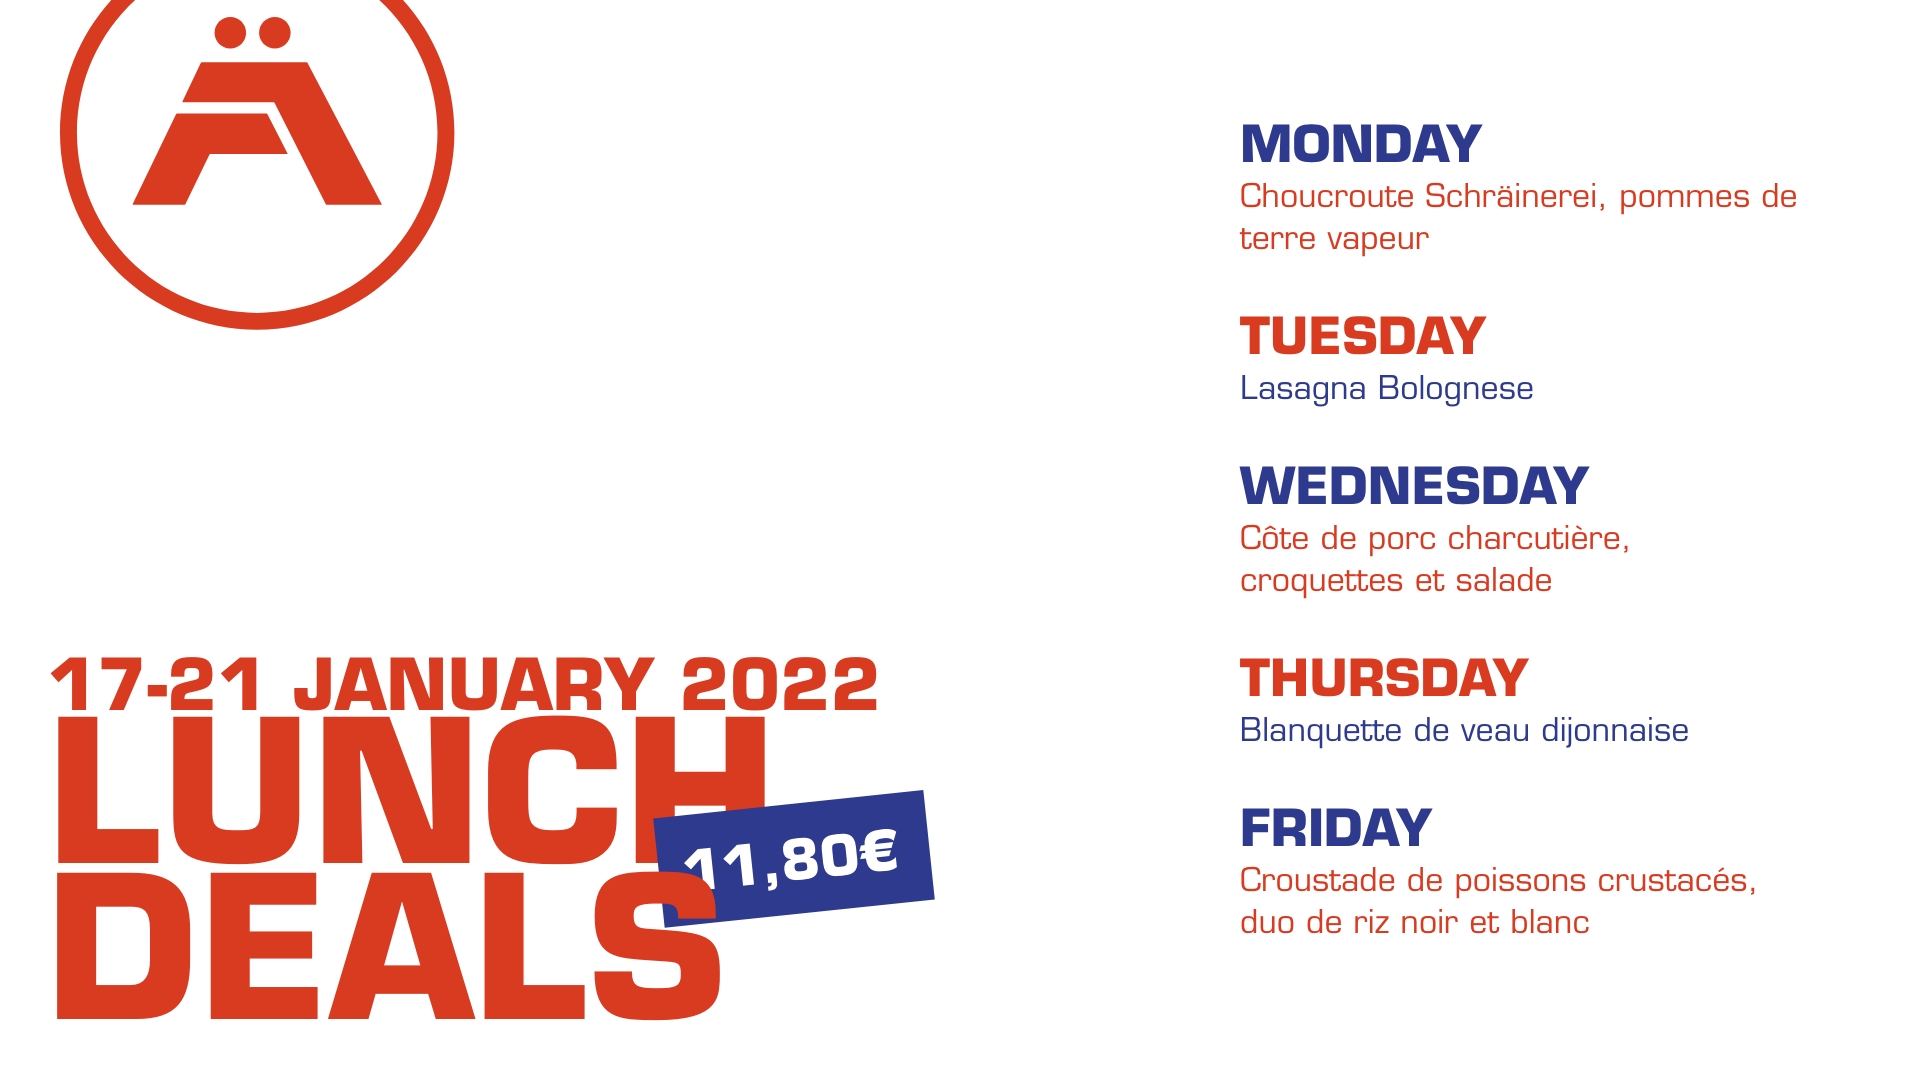 Ä
17-21 JANUARY 2022
LUNCH
11,80€
DEALS
MONDAY
Choucroute Schräinerei, pommes de
terre vapeur
TUESDAY
Lasagna Bolognese
WEDNESDAY
Côte de porc charcutière,
croquettes et salade
THURSDAY
Blanquette de veau dijonnaise
FRIDAY
Croustade de poissons crustacés,
duo de riz noir et blanc